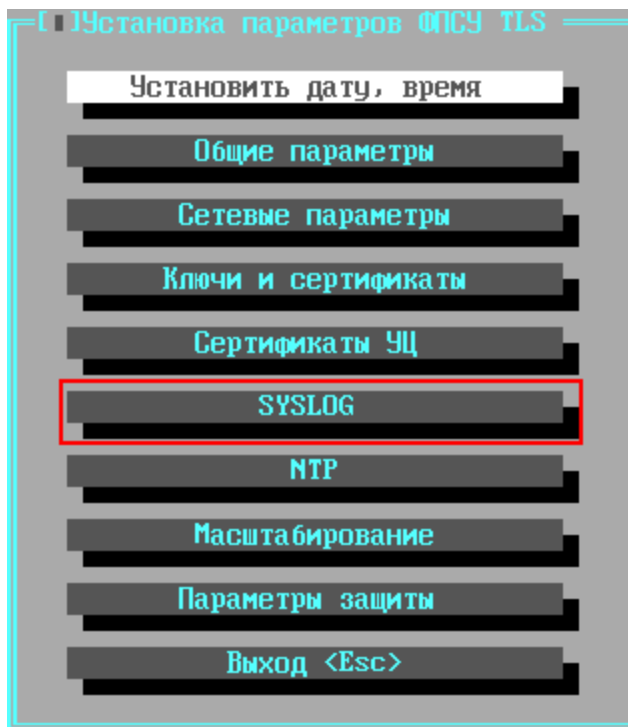 [▮]Установка параметров ФПСУ TLS
Установить дату, время
Общие параметры
Сетевые параметры
Ключи и сертификаты
Сертификаты УЦ
SYSLOG
NTP
Масштабирование
Параметры защиты
Выход <Esc>